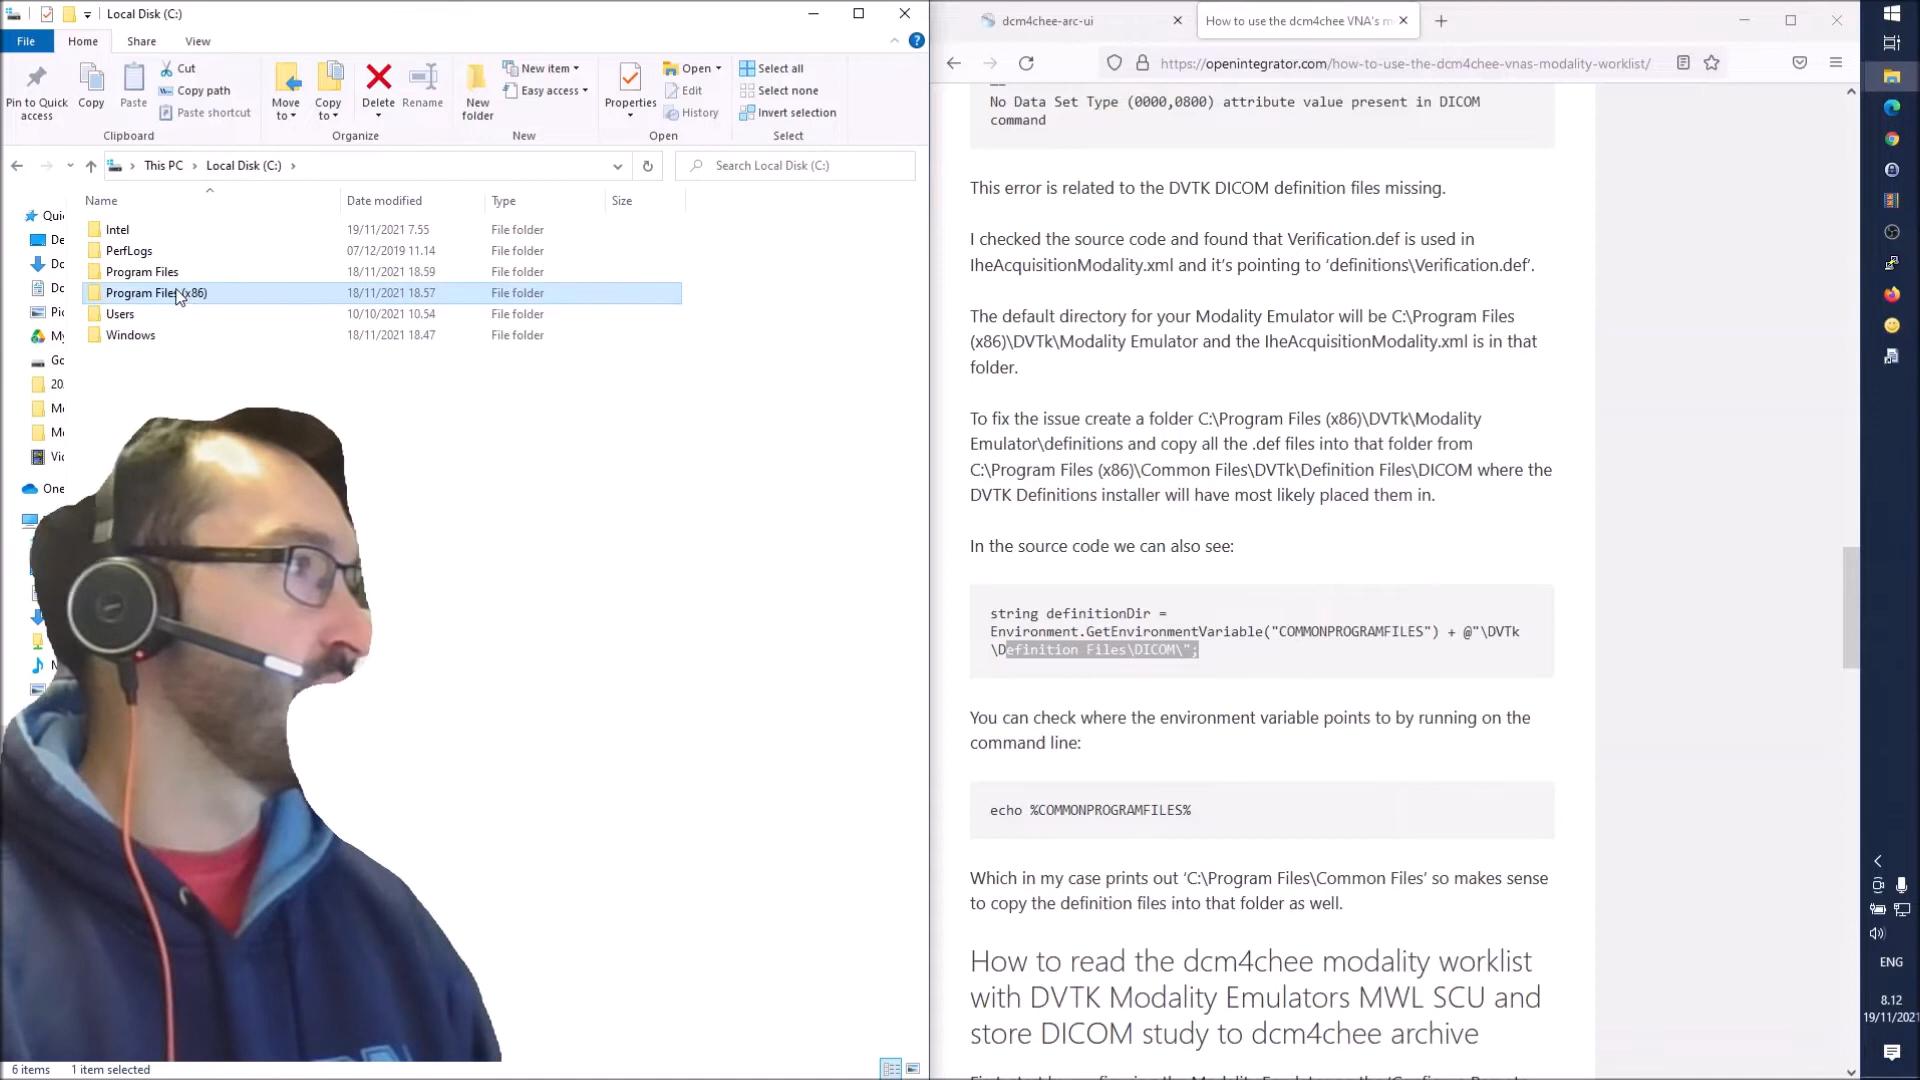 Local Disk (C:)
File
Home
Share
View
Pin to Quick access
Copy
Paste
Cut
Copy path
Paste shortcut
Clipboard
Move to
Copy to
Delete
Rename
Organize
New folder
New item
Easy access
New
Properties
Open
Edit
History
Open
Select all
Select none
Invert selection
Select
This PC
Local Disk (C:)
Search Local Disk (C:)
Name
Date modified
Type
Size
Intel
19/11/2021 7.55
File folder
PerfLogs
07/12/2019 11.14
File folder
Program Files
18/11/2021 18.59
File folder
Program Files (x86)
18/11/2021 18.57
File folder
Users
10/10/2021 10.54
File folder
Windows
18/11/2021 18.47
File folder
6 items
1 item selected
dcm4chee-arc-ui
How to use the dcm4chee VNA's m
https://openintegrator.com/how-to-use-the-dcm4chee-vnas-modality-worklist/
No Data Set Type (0000,0800) attribute value present in DICOM
command
This error is related to the DVTK DICOM definition files missing.
I checked the source code and found that Verification.def is used in
IheAcquisitionModality.xml and it’s pointing to ‘definitions\Verification.def’.
The default directory for your Modality Emulator will be C:\Program Files
(x86)\DVTk\Modality Emulator and the IheAcquisitionModality.xml is in that
folder.
To fix the issue create a folder C:\Program Files (x86)\DVTk\Modality
Emulator\definitions and copy all the .def files into that folder from
C:\Program Files (x86)\Common Files\DVTk\Definition Files\DICOM where the
DVTK Definitions installer will have most likely placed them in.
In the source code we can also see:
string definitionDir =
Environment.GetEnvironmentVariable("COMMONPROGRAMFILES") + @"\DVTk
\Definition Files\DICOM\";
You can check where the environment variable points to by running on the
command line:
echo %COMMONPROGRAMFILES%
Which in my case prints out ‘C:\Program Files\Common Files’ so makes sense
to copy the definition files into that folder as well.
How to read the dcm4chee modality worklist
with DVTK Modality Emulators MWL SCU and
store DICOM study to dcm4chee archive
ENG
8.12
19/11/2021